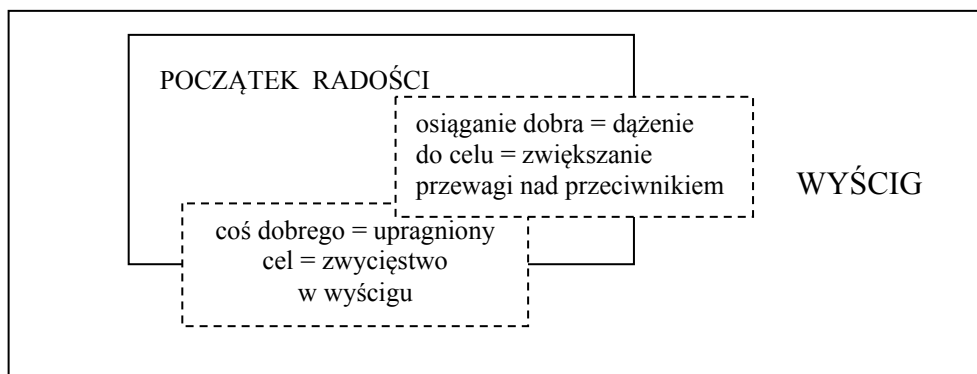 POCZĄTEK RADOŚCI
osiąganie dobra = dążenie
do celu = zwiększanie
przewagi nad przeciwnikiem
WYŚCIG
coś dobrego = upragniony
cel = zwycięstwo
w wyścigu